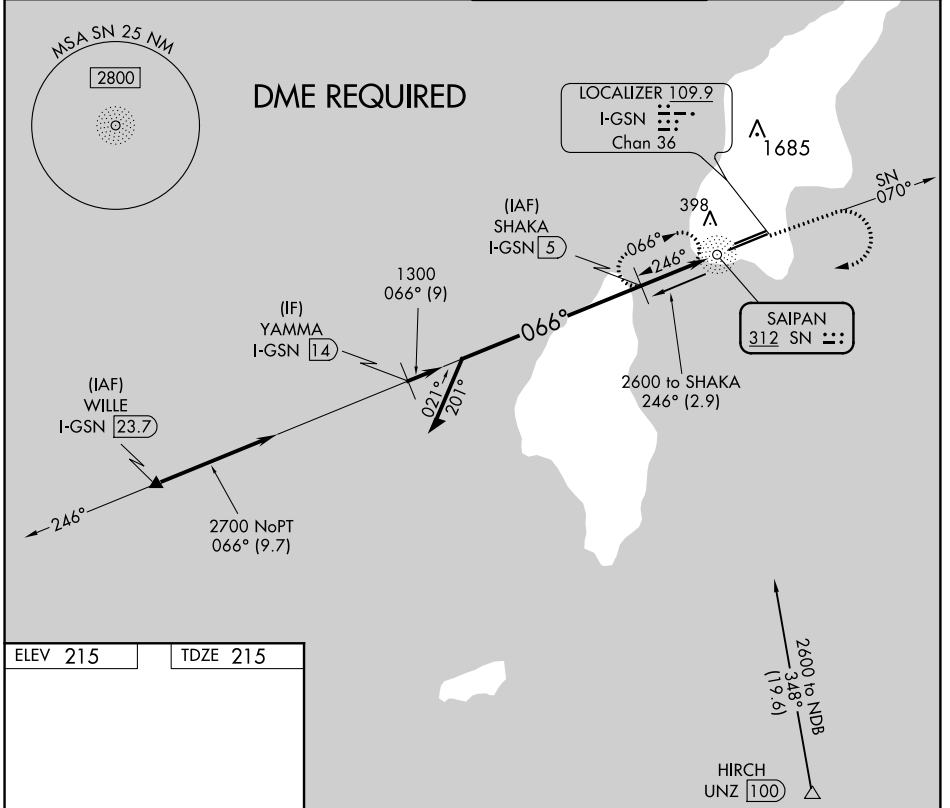 MSA SN 25 NM
2800
DME REQUIRED
LOCALIZER 109.9
I-GSN
Chan 36
1685
SN
070°
398
(IAF)
SHAKA
I-GSN 5
066°
246°
1300
066° (9)
066°
(IF)
YAMMA
I-GSN 14
SAIPAN
312 SN
2600 to SHAKA
246° (2.9)
021°
201°
(IAF)
WILLE
I-GSN 23.7
246°
2700 NoPT
066° (9.7)
ELEV 215
TDZE 215
2600 to NDB
348°
(19.6)
HIRCH
UNZ 100